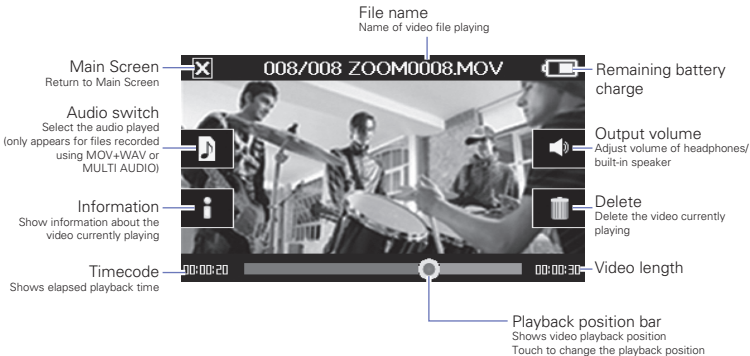 File name
Name of video file playing
Main Screen
Return to Main Screen
008/008 ZOOM0008.MOV
Remaining battery
charge
Audio switch
Select the audio played
(only appears for files recorded
using MOV+WAV or
MULTI AUDIO)
Output volume
Adjust volume of headphones/
built-in speaker
Information
Show information about the
video currently playing
Delete
Delete the video currently
playing
Timecode
Shows elapsed playback time
00:00:20
00:00:30
Video length
Playback position bar
Shows video playback position
Touch to change the playback position